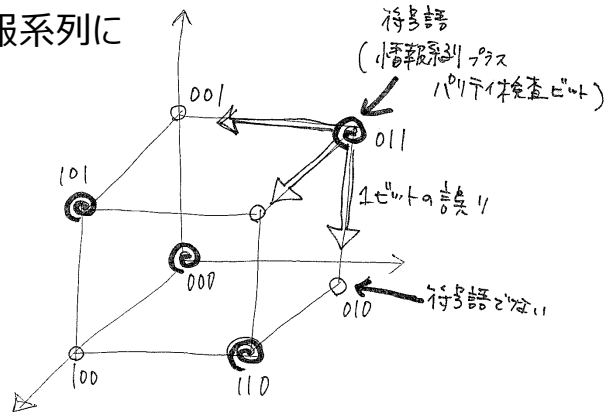 報系列に
符号語
(情報系列プラス
パリティ検査ビット)
001
011
101
1ビットの誤り
000
010
符号語でない
100
110